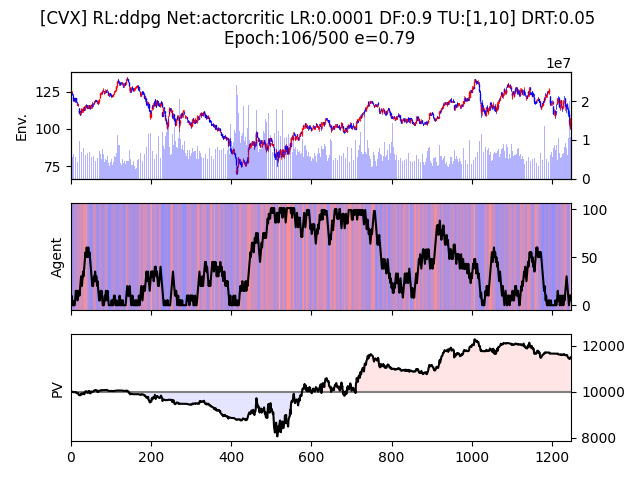 [CVX] RL:ddpg Net:actorcritic LR:0.0001 DF:0.9 TU:[1,10] DRT:0.05
Epoch:106/500 e=0.79
1e7
Env.
125
100
75
2
1
0
Agent
100
50
0
PV
12000
10000
8000
0 200 400 600 800 1000 1200